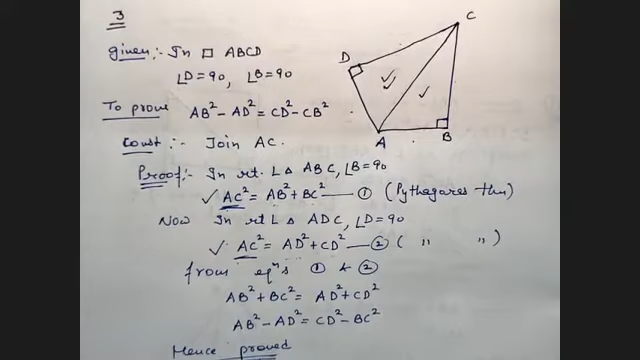 3
given:- In □ ABCD
∟D=90, ∟B=90
To prove AB²-AD²=CD²-CB²
Const:- Join AC.
Proof:- In rt. L △ ABC, ∟B=90
✓ AC² = AB²+BC² —— ① (Pythagores thm)
Now In rt L △ ADC, ∟D=90
✓ AC² = AD²+CD² —— ② ( " " )
from eqⁿs ① & ②
AB²+BC² = AD²+CD²
AB²-AD² = CD²-BC²
Hence proved
C
D
A
B